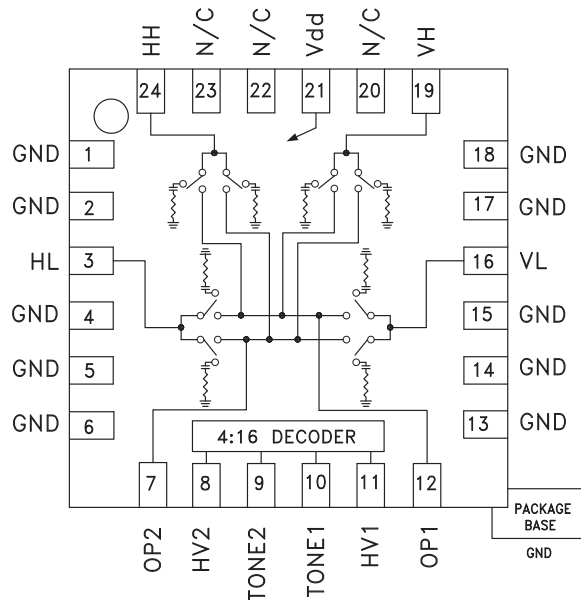 HH
N/C
N/C
Vdd
N/C
VH
24
23
22
21
20
19
GND 1
18 GND
GND 2
17 GND
HL 3
16 VL
GND 4
15 GND
GND 5
14 GND
GND 6
13 GND
4:16 DECODER
7
8
9
10
11
12
OP2
HV2
TONE2
TONE1
HV1
OP1
PACKAGE
BASE
GND